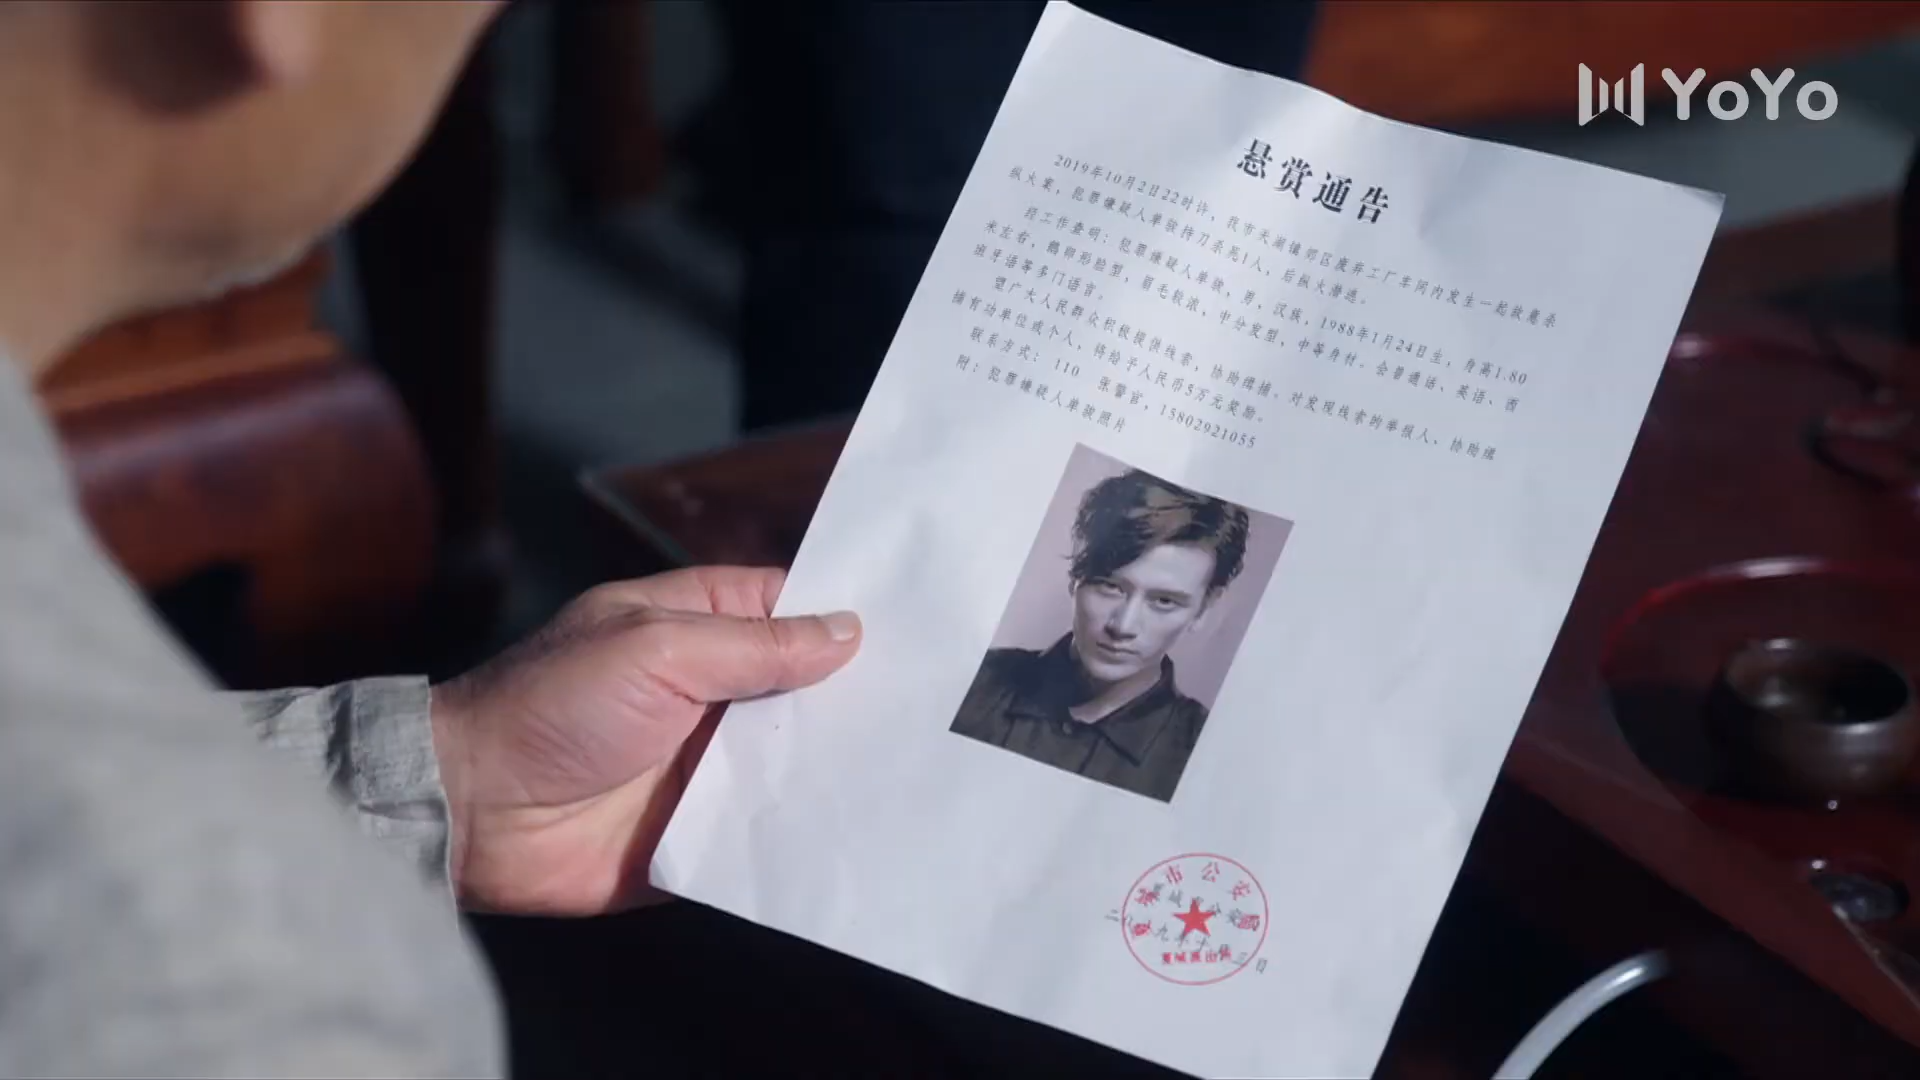 YoYo
悬赏通告
2019年10月2日22时许，我市天湖镇郊区废弃工厂车间内发生一起故意杀
纵火案，犯罪嫌疑人单骏持刀杀死1人，后纵火潜逃。
经工作查明：犯罪嫌疑人单骏，男，汉族，1988年1月24日生，身高1.80
米左右，鹅卵形脸型，眉毛较浓，中分发型，中等身材。会普通话、英语、西
班牙语等多门语言。
望广大人民群众积极提供线索，协助缉捕。对发现线索的举报人、协助缉
捕有功单位或个人，将给予人民币5万元奖励。
联系方式：110 张警官，15802921055
附：犯罪嫌疑人单骏照片
城市公安